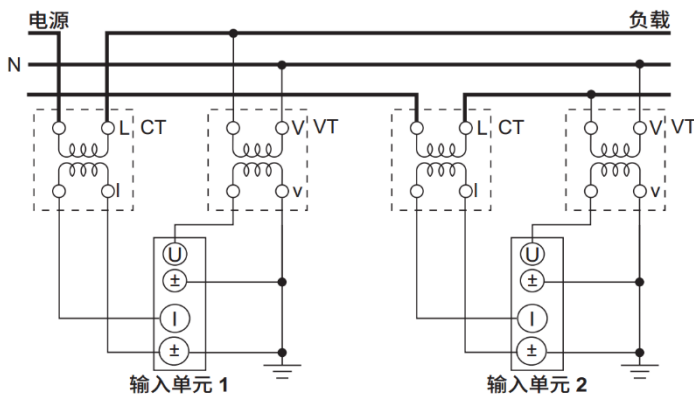 电源 负载
N
L CT V VT L CT V VT
l v l v
U U
± ±
I I
± ±
输入单元 1 输入单元 2